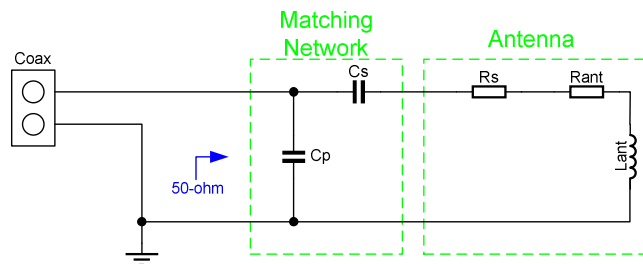 Matching
Network
Antenna
Coax
Cs
Rs
Rant
Cp
Lant
50-ohm